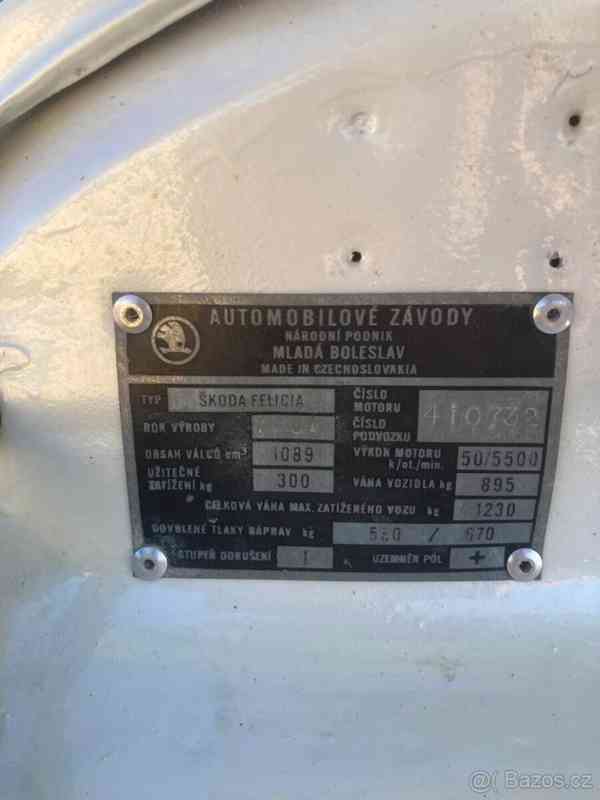 AUTOMOBILOVÉ ZÁVODY
NÁRODNÍ PODNIK
MLADÁ BOLESLAV
MADE IN CZECHOSLOVAKIA
TYP ŠKODA FELICIA
ČÍSLO MOTORU
ČÍSLO PODVOZKU
ROK VÝROBY
OBSAH VÁLCŮ cm³ 1089
VÝKON MOTORU k/ot./min. 50/5500
UŽITEČNÉ ZATÍŽENÍ kg 300
VÁHA VOZIDLA kg 895
CELKOVÁ VÁHA MAX. ZATÍŽENÉHO VOZU kg 1230
DOVOLENÉ TLAKY NÁPRAV kg / 670
STUPEŇ ODRUŠENÍ I
UZEMNĚN PÓL +
Bazos.cz